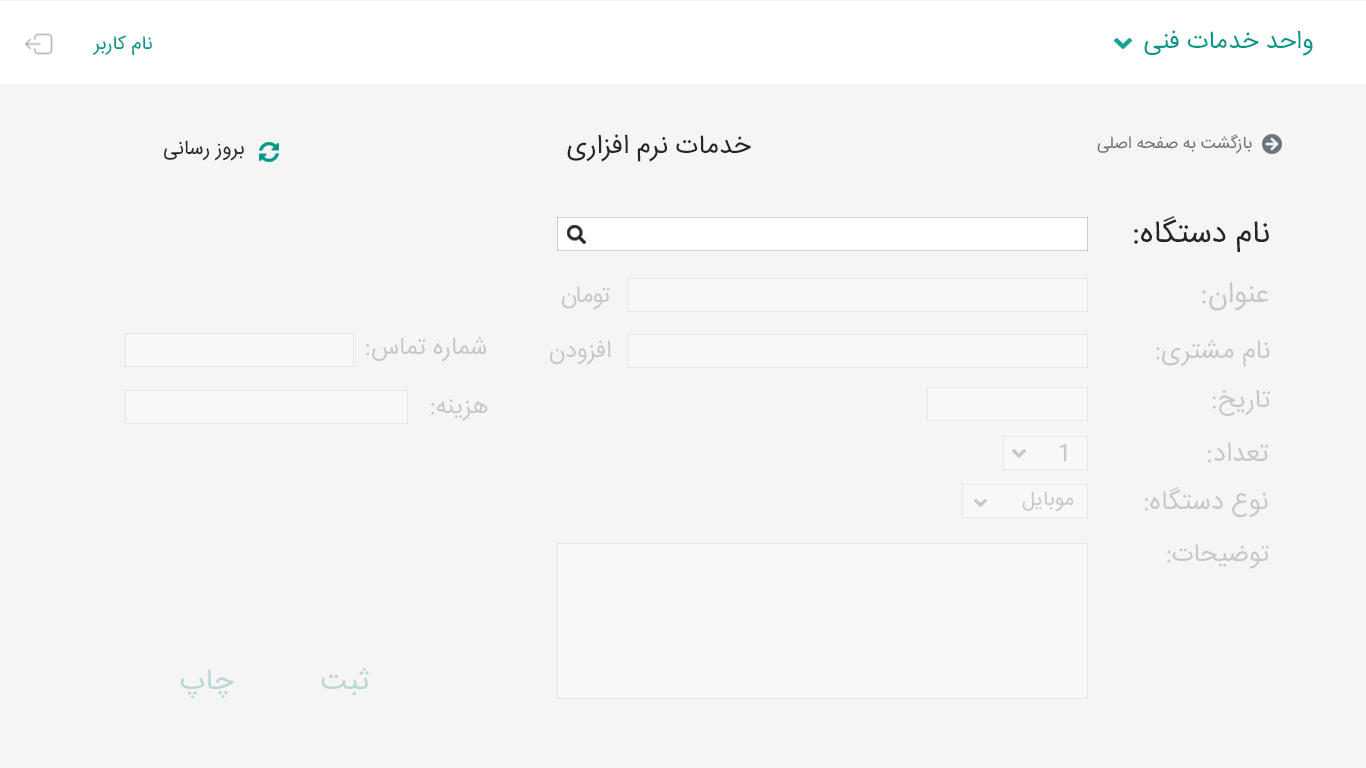 واحد خدمات فنی
نام کاربر
بازگشت به صفحه اصلی
خدمات نرم افزاری
بروز رسانی
نام دستگاه:
عنوان:
تومان
نام مشتری:
افزودن
شماره تماس:
تاریخ:
هزینه:
تعداد:
1
نوع دستگاه:
موبایل
توضیحات:
ثبت
چاپ